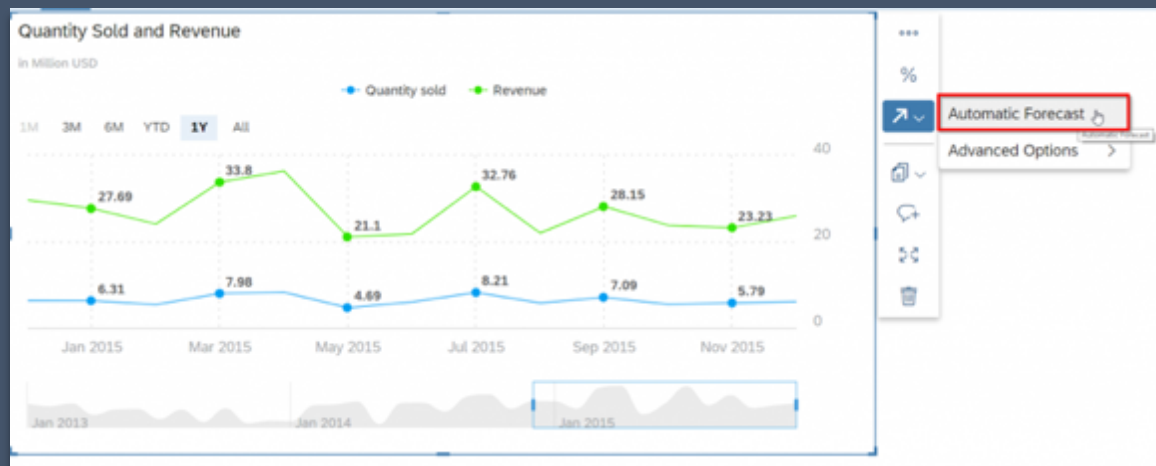 Quantity Sold and Revenue
in Million USD
Quantity sold Revenue
1M 3M 6M YTD 1Y All
%
Automatic Forecast
Automatic Forecast
Advanced Options
40
33.8
32.76
27.69
28.15
23.23
21.1
20
6.31
7.98
4.69
8.21
7.09
5.79
0
Jan 2015 Mar 2015 May 2015 Jul 2015 Sep 2015 Nov 2015
Jan 2013 Jan 2014 Jan 2015